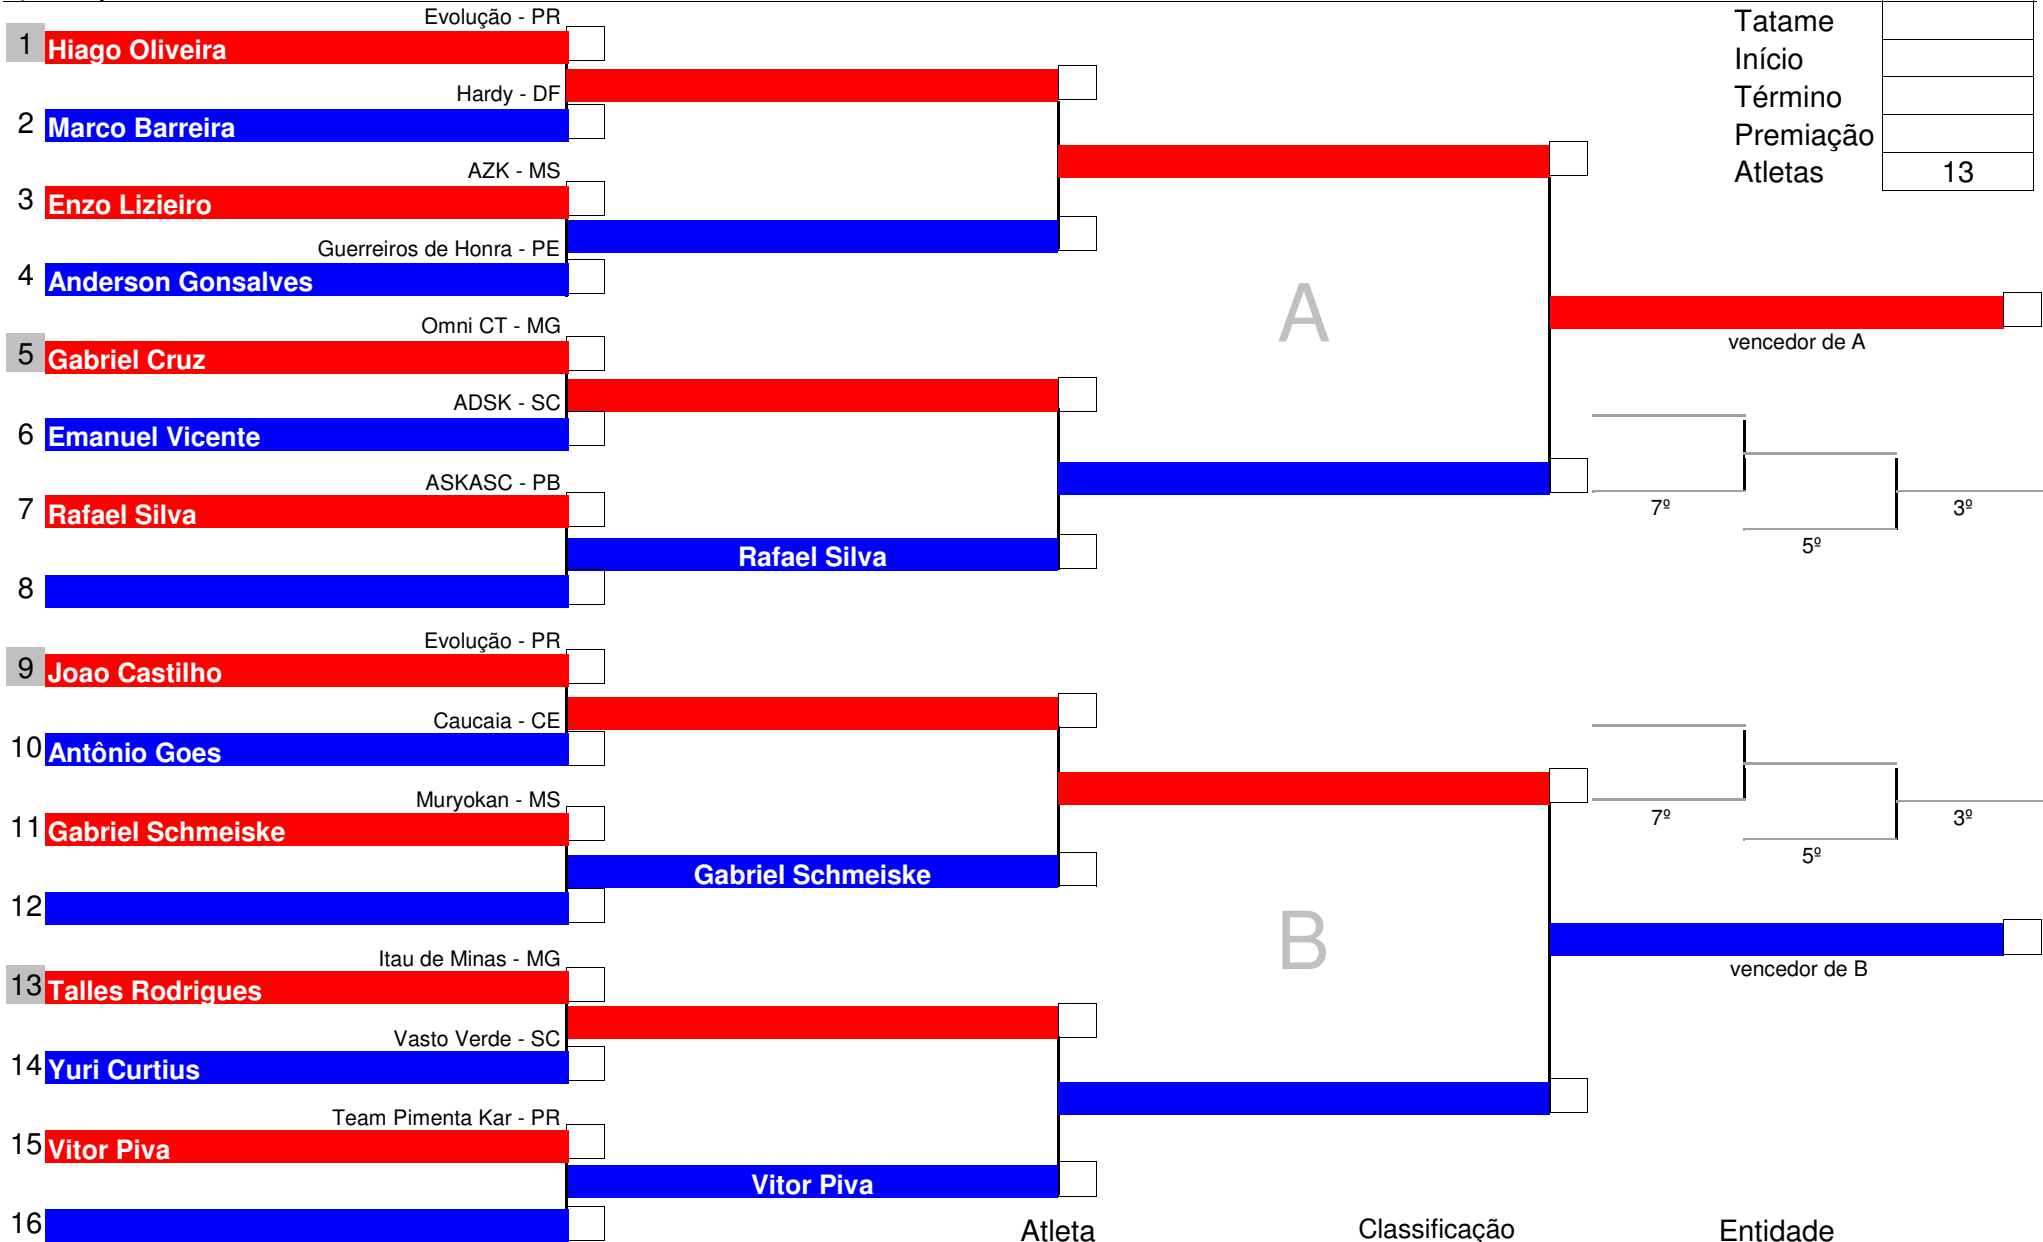 Evolução - PR
1 Hiago Oliveira
Hardy - DF
2 Marco Barreira
AZK - MS
3 Enzo Lizieiro
Guerreiros de Honra - PE
4 Anderson Gonsalves
Omni CT - MG
5 Gabriel Cruz
ADSK - SC
6 Emanuel Vicente
ASKASC - PB
7 Rafael Silva
Rafael Silva
8
Evolução - PR
9 Joao Castilho
Caucaia - CE
10 Antônio Goes
Muryokan - MS
11 Gabriel Schmeiske
Gabriel Schmeiske
12
Itau de Minas - MG
13 Talles Rodrigues
Vasto Verde - SC
14 Yuri Curtius
Team Pimenta Kar - PR
15 Vitor Piva
Vitor Piva
16
A
B
Tatame
Início
Término
Premiação
Atletas 13
vencedor de A
7º
3º
5º
7º
3º
5º
vencedor de B
Atleta Classificação Entidade